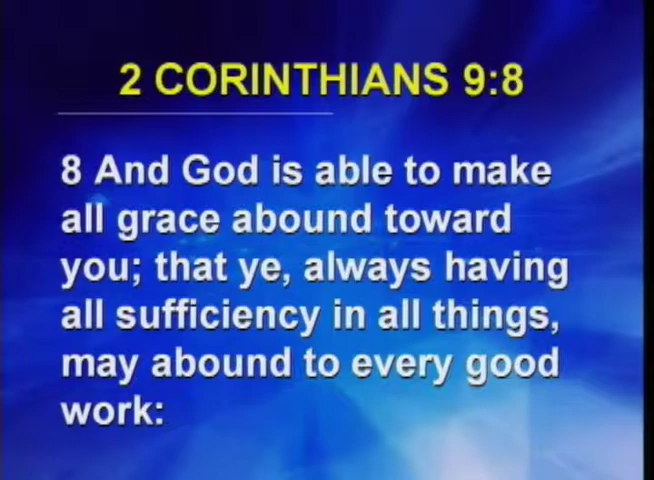 2 CORINTHIANS 9:8
8 And God is able to make
all grace abound toward
you; that ye, always having
all sufficiency in all things,
may abound to every good
work: